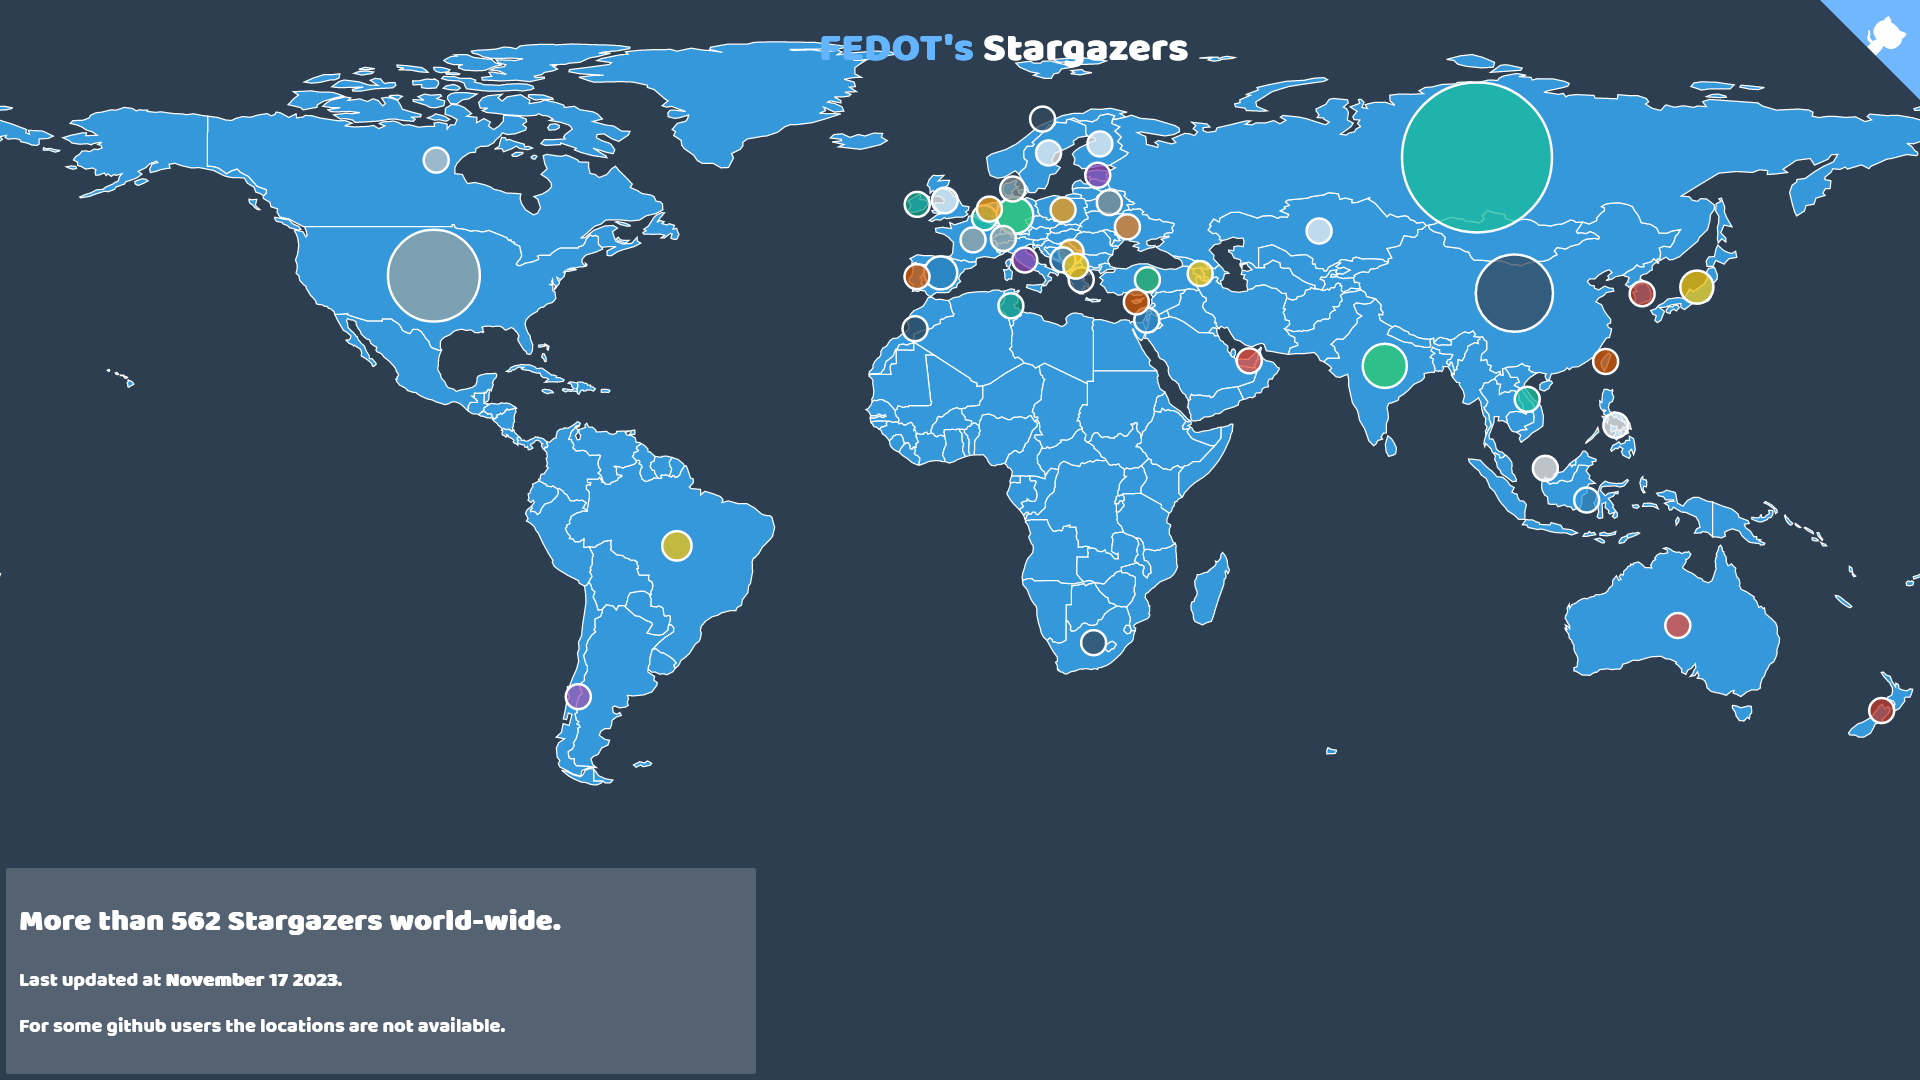 FEDOT's Stargazers
More than 562 Stargazers world-wide.
Last updated at November 17 2023.
For some github users the locations are not available.